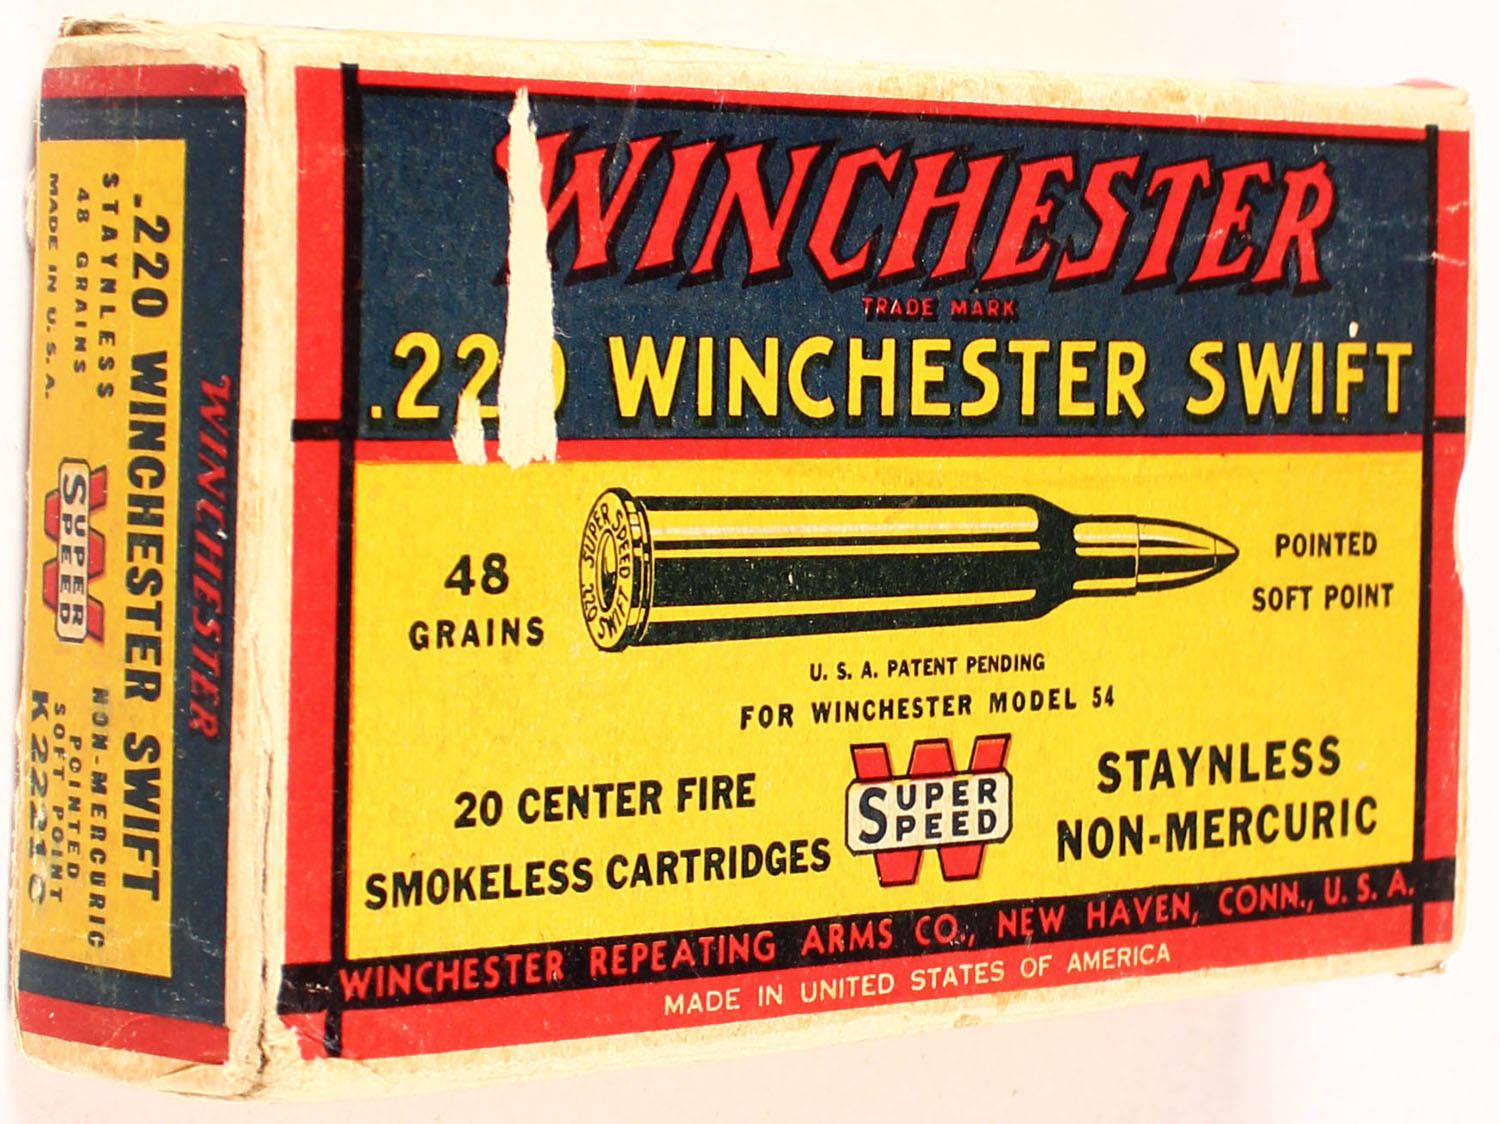 WINCHESTER
TRADE MARK
.220 WINCHESTER SWIFT
48
GRAINS
SUPER SPEED
220 SWIFT
POINTED
SOFT POINT
U. S. A. PATENT PENDING
FOR WINCHESTER MODEL 54
20 CENTER FIRE
SMOKELESS CARTRIDGES
W
SUPER
SPEED
STAYNLESS
NON-MERCURIC
WINCHESTER REPEATING ARMS CO., NEW HAVEN, CONN., U. S. A.
MADE IN UNITED STATES OF AMERICA
WINCHESTER
.220 WINCHESTER SWIFT
STAYNLESS
48 GRAINS
MADE IN U.S.A.
W
SUPER
SPEED
NON-MERCURIC
POINTED
SOFT POINT
K2221C